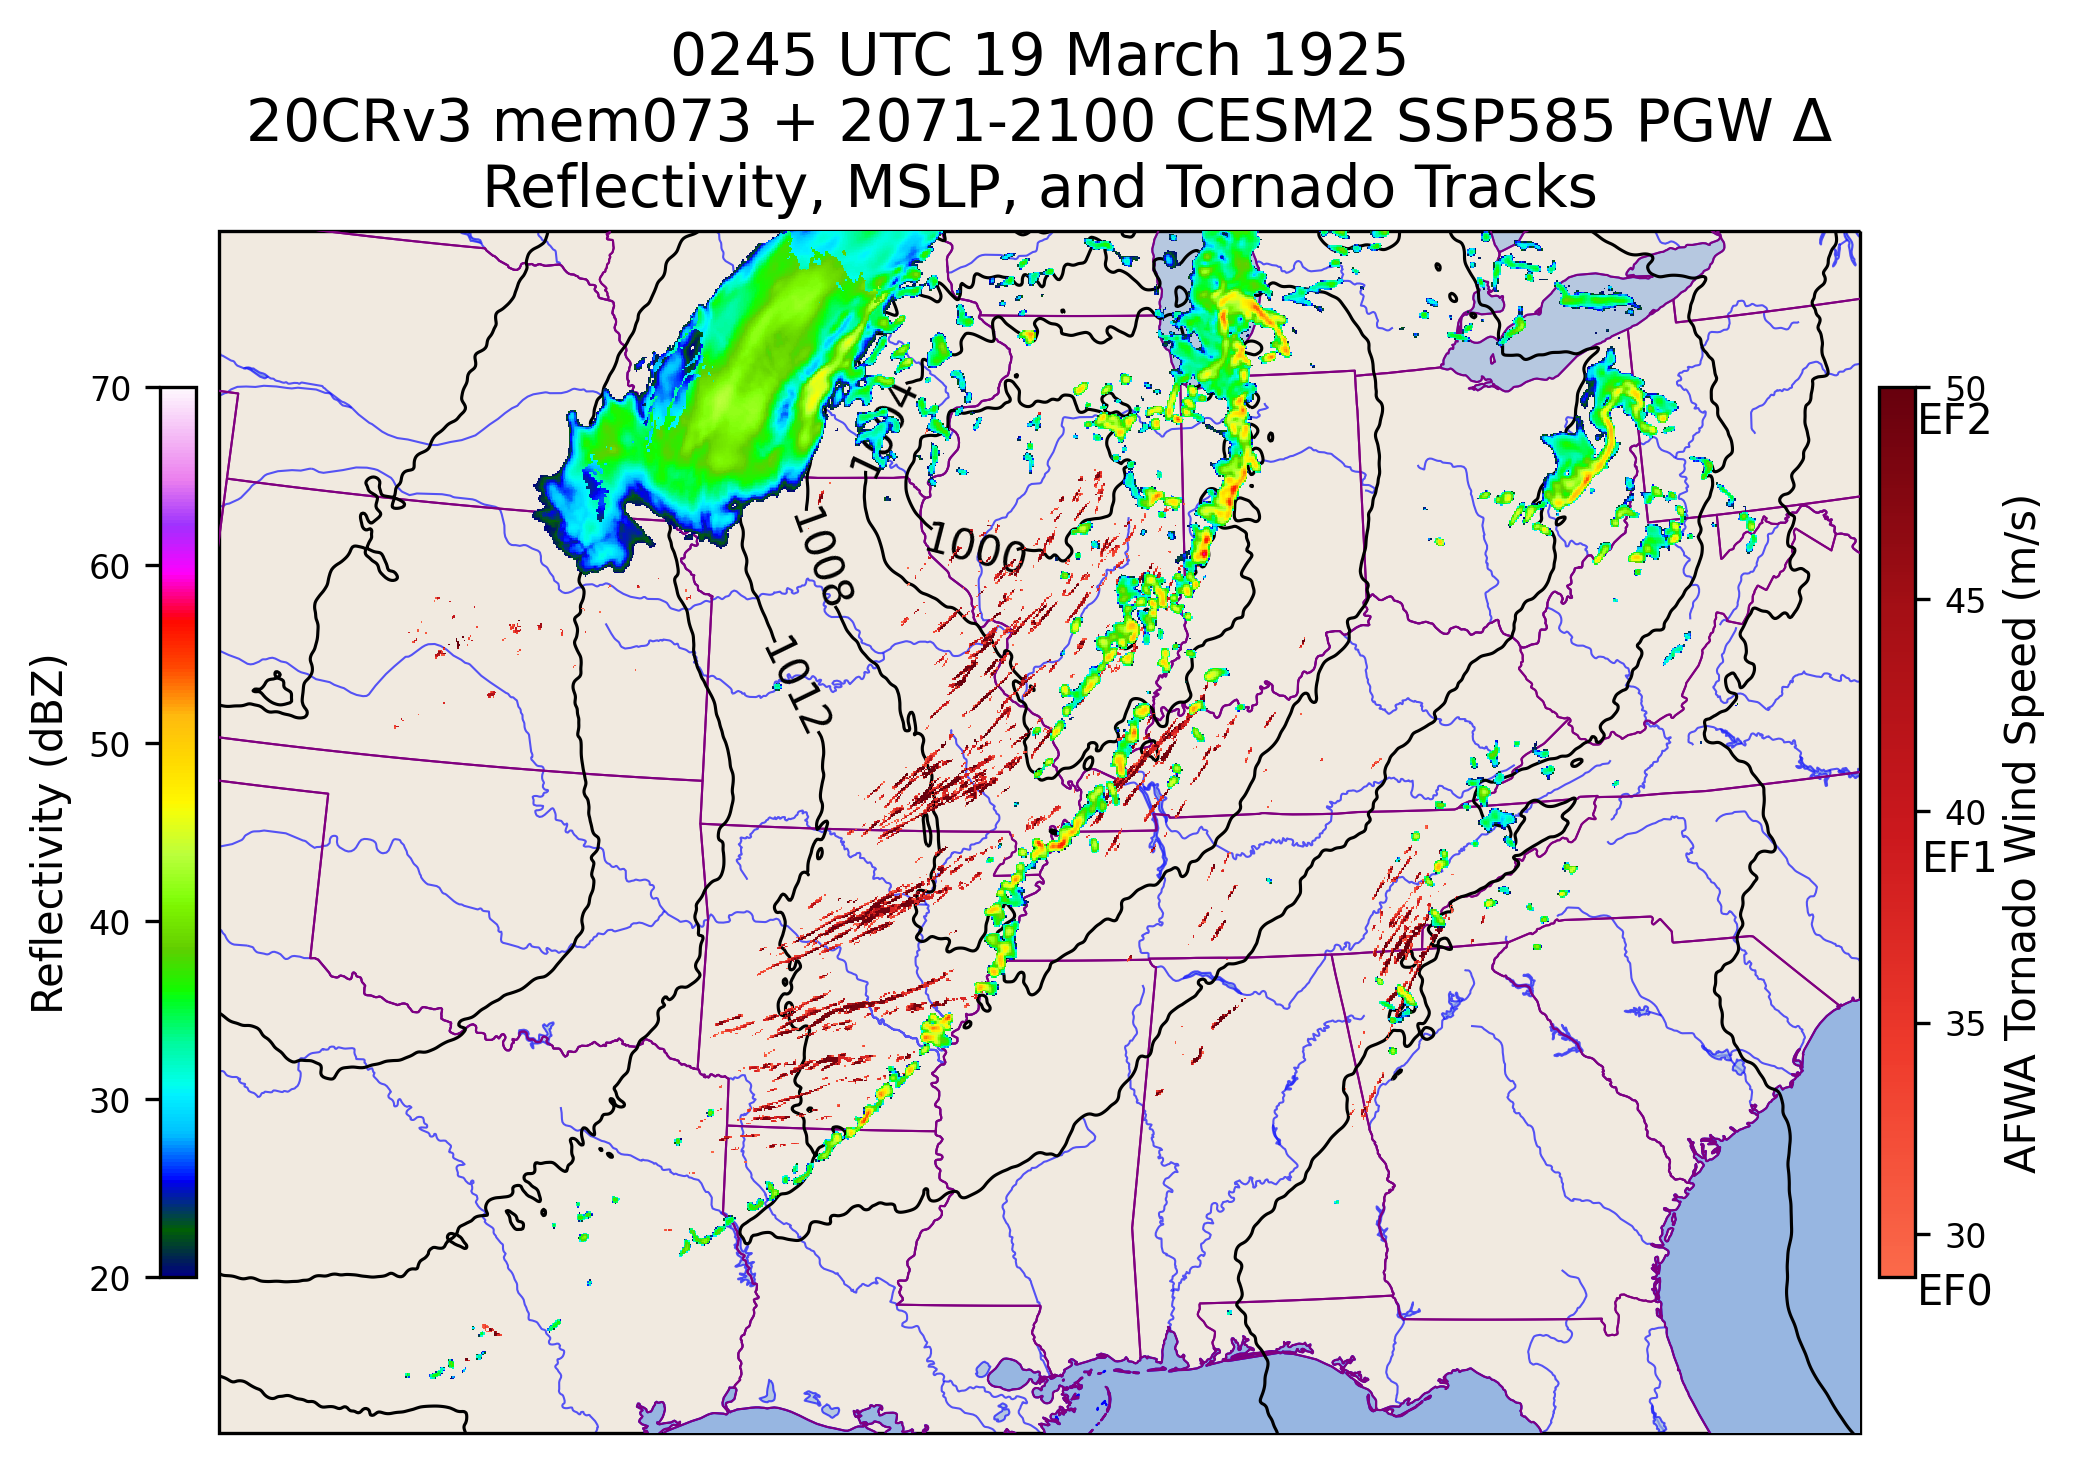 0245 UTC 19 March 1925
20CRv3 mem073 + 2071-2100 CESM2 SSP585 PGW Δ
Reflectivity, MSLP, and Tornado Tracks
70
60
50
40
30
20
Reflectivity (dBZ)
1004
1000
1008
1012
50
EF2
45
40
EF1
35
30
EF0
AFWA Tornado Wind Speed (m/s)